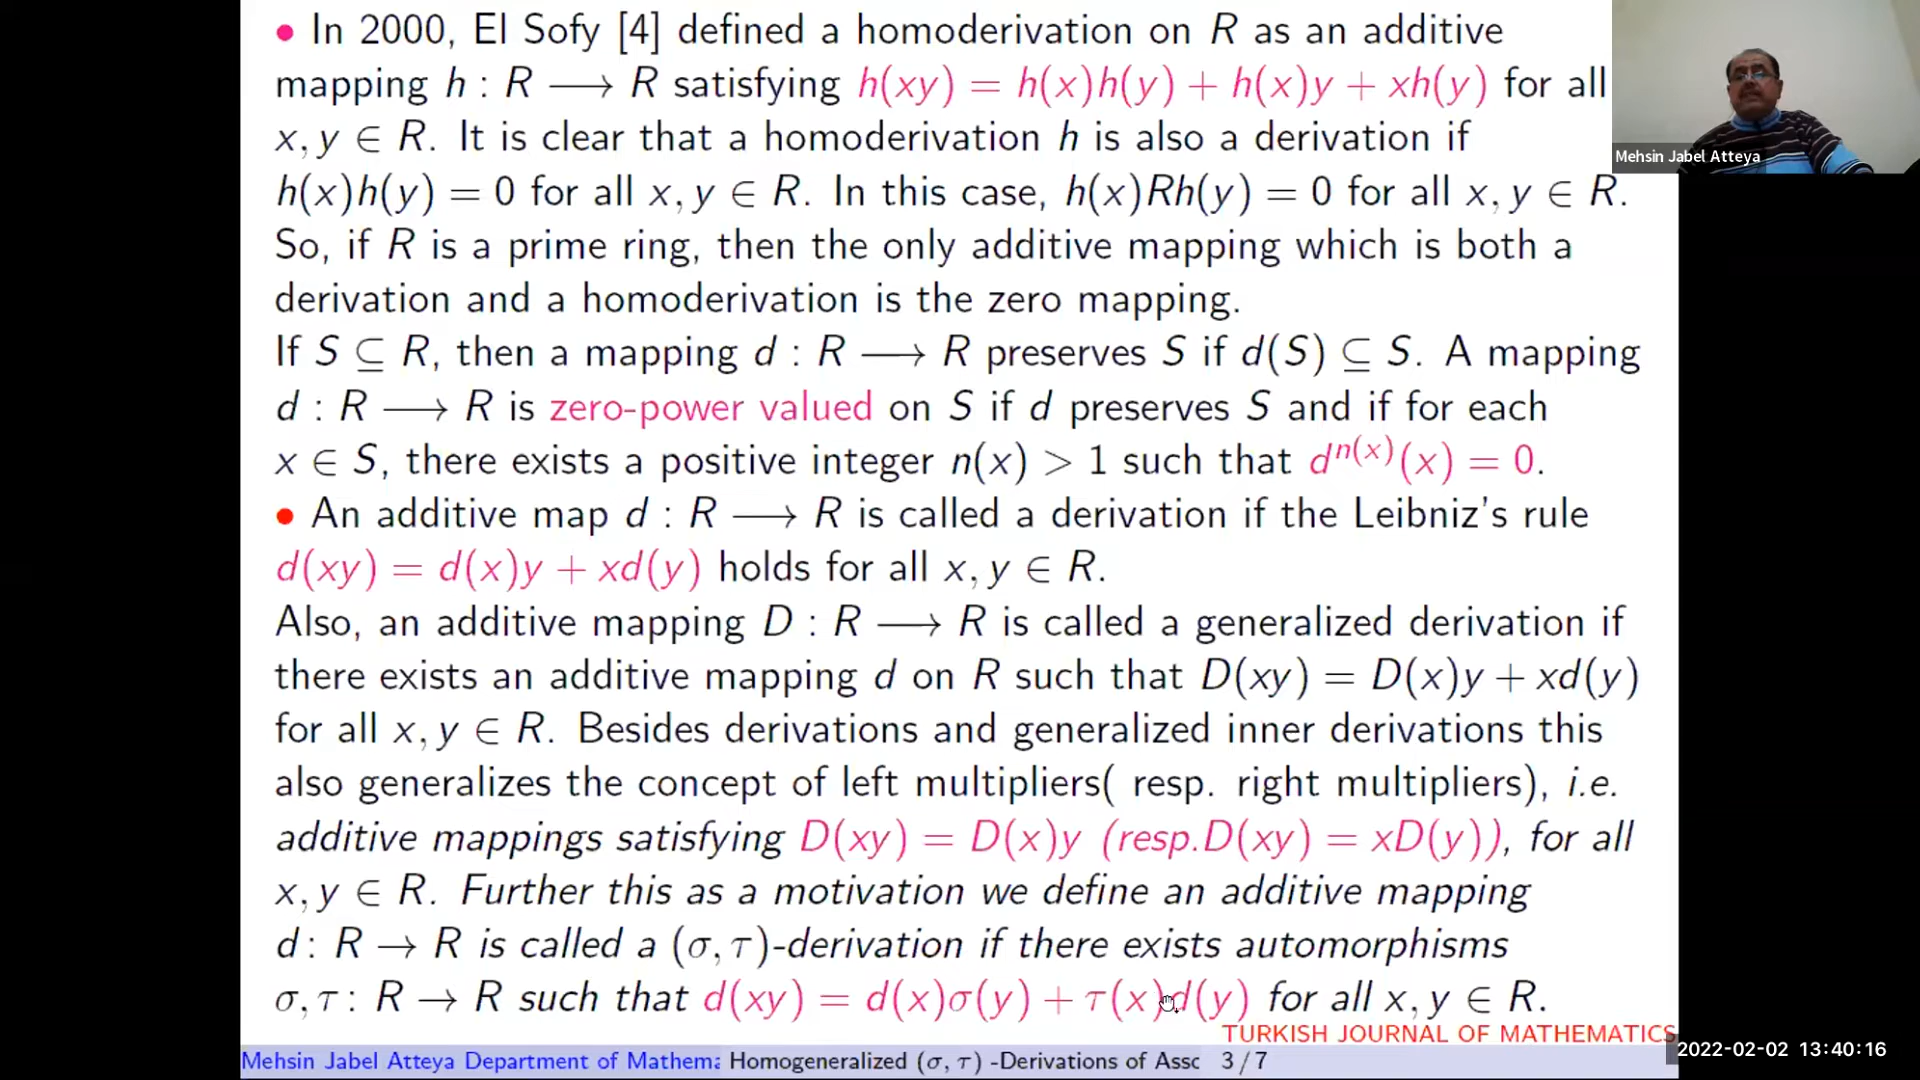 • In 2000, El Sofy [4] defined a homoderivation on R as an additive
mapping h : R ⟶ R satisfying h(xy) = h(x)h(y) + h(x)y + xh(y) for all
x, y ∈ R. It is clear that a homoderivation h is also a derivation if
h(x)h(y) = 0 for all x, y ∈ R. In this case, h(x)Rh(y) = 0 for all x, y ∈ R.
So, if R is a prime ring, then the only additive mapping which is both a
derivation and a homoderivation is the zero mapping.
If S ⊆ R, then a mapping d : R ⟶ R preserves S if d(S) ⊆ S. A mapping
d : R ⟶ R is zero-power valued on S if d preserves S and if for each
x ∈ S, there exists a positive integer n(x) > 1 such that dⁿ⁽ˣ⁾(x) = 0.
• An additive map d : R ⟶ R is called a derivation if the Leibniz's rule
d(xy) = d(x)y + xd(y) holds for all x, y ∈ R.
Also, an additive mapping D : R ⟶ R is called a generalized derivation if
there exists an additive mapping d on R such that D(xy) = D(x)y + xd(y)
for all x, y ∈ R. Besides derivations and generalized inner derivations this
also generalizes the concept of left multipliers( resp. right multipliers), i.e.
additive mappings satisfying D(xy) = D(x)y (resp.D(xy) = xD(y)), for all
x, y ∈ R. Further this as a motivation we define an additive mapping
d: R → R is called a (σ, τ)-derivation if there exists automorphisms
σ, τ: R → R such that d(xy) = d(x)σ(y) + τ(x)d(y) for all x, y ∈ R.
TURKISH JOURNAL OF MATHEMATICS
Mehsin Jabel Atteya Department of Mathema Homogeneralized (σ, τ) -Derivations of Assc 3 / 7
Mehsin Jabel Atteya
2022-02-02 13:40:16